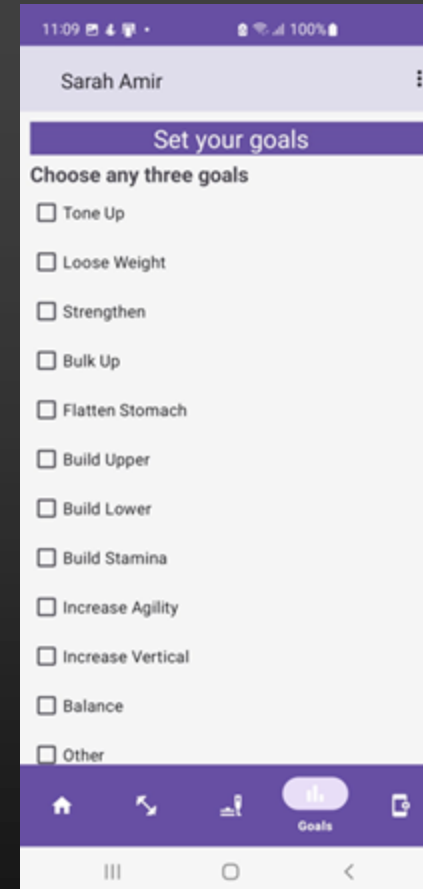 11:09 100%
Sarah Amir
Set your goals
Choose any three goals
Tone Up
Loose Weight
Strengthen
Bulk Up
Flatten Stomach
Build Upper
Build Lower
Build Stamina
Increase Agility
Increase Vertical
Balance
Other
Goals